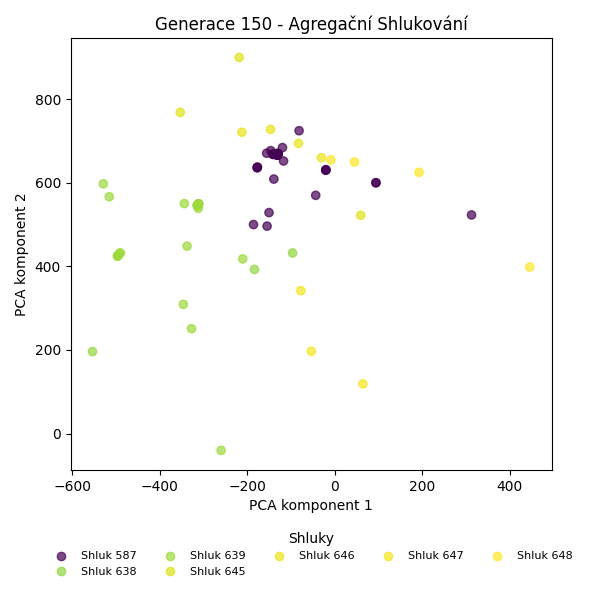 Generace 150 - Agregační Shlukování
PCA komponent 2
800
600
400
200
0
−600 −400 −200 0 200 400
PCA komponent 1
Shluky
Shluk 587 Shluk 639 Shluk 646 Shluk 647 Shluk 648
Shluk 638 Shluk 645